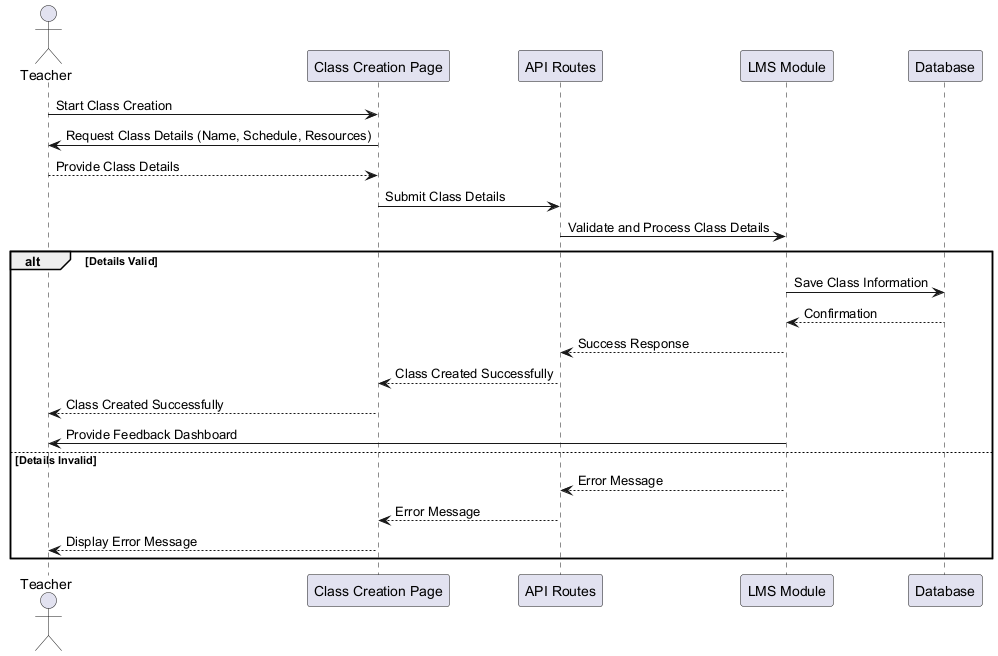 Teacher
Class Creation Page
API Routes
LMS Module
Database
Start Class Creation
Request Class Details (Name, Schedule, Resources)
Provide Class Details
Submit Class Details
Validate and Process Class Details
alt
[Details Valid]
Save Class Information
Confirmation
Success Response
Class Created Successfully
Class Created Successfully
Provide Feedback Dashboard
[Details Invalid]
Error Message
Error Message
Display Error Message
Teacher
Class Creation Page
API Routes
LMS Module
Database